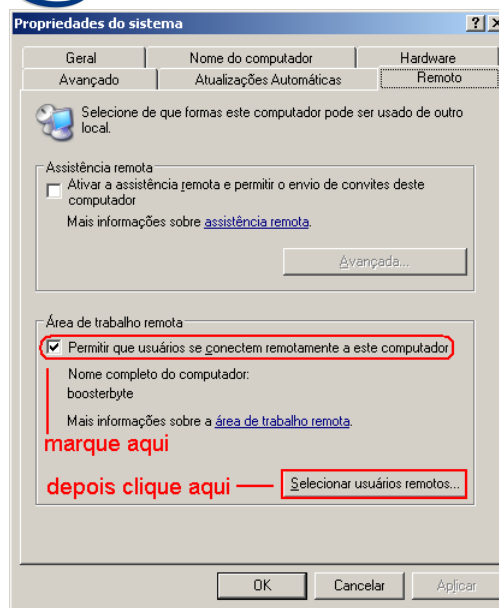 Propriedades do sistema
Geral
Nome do computador
Hardware
Avançado
Atualizações Automáticas
Remoto
Selecione de que formas este computador pode ser usado de outro
local.
Assistência remota
Ativar a assistência remota e permitir o envio de convites deste
computador
Mais informações sobre assistência remota.
Avançada...
Área de trabalho remota
Permitir que usuários se conectem remotamente a este computador
Nome completo do computador:
boosterbyte
Mais informações sobre a área de trabalho remota.
marque aqui
depois clique aqui
Selecionar usuários remotos...
OK
Cancelar
Aplicar